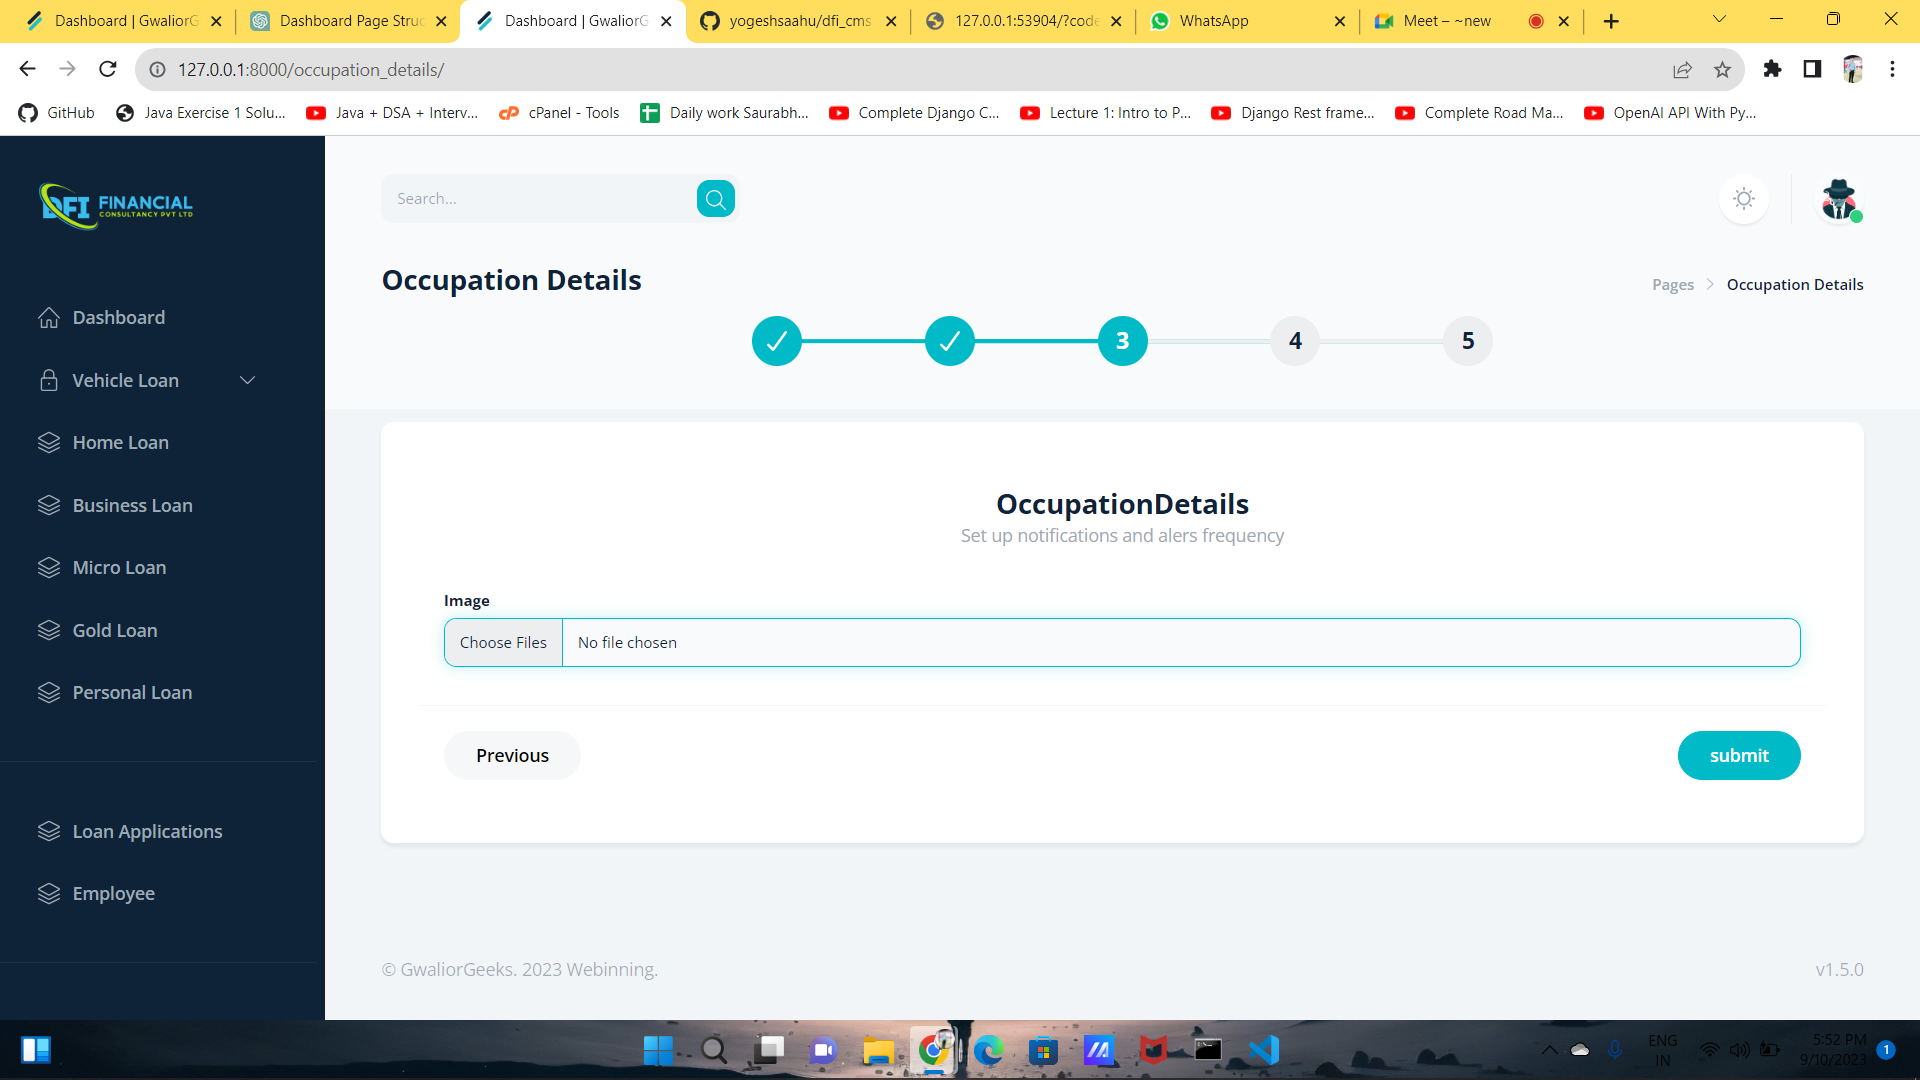 Dashboard | GwaliorG
Dashboard Page Struc
Dashboard | GwaliorG
yogeshsaahu/dfi_cms
127.0.0.1:53904/?code
WhatsApp
Meet – ~new
127.0.0.1:8000/occupation_details/
GitHub
Java Exercise 1 Solu...
Java + DSA + Interv...
cPanel - Tools
Daily work Saurabh...
Complete Django C...
Lecture 1: Intro to P...
Django Rest frame...
Complete Road Ma...
OpenAI API With Py...
DFI FINANCIAL
CONSULTANCY PVT LTD
Dashboard
Vehicle Loan
Home Loan
Business Loan
Micro Loan
Gold Loan
Personal Loan
Loan Applications
Employee
Search...
Occupation Details
Pages
Occupation Details
3
4
5
OccupationDetails
Set up notifications and alers frequency
Image
Choose Files
No file chosen
Previous
submit
© GwaliorGeeks. 2023 Webinning.
v1.5.0
ENG
IN
5:52 PM
9/10/2023
1